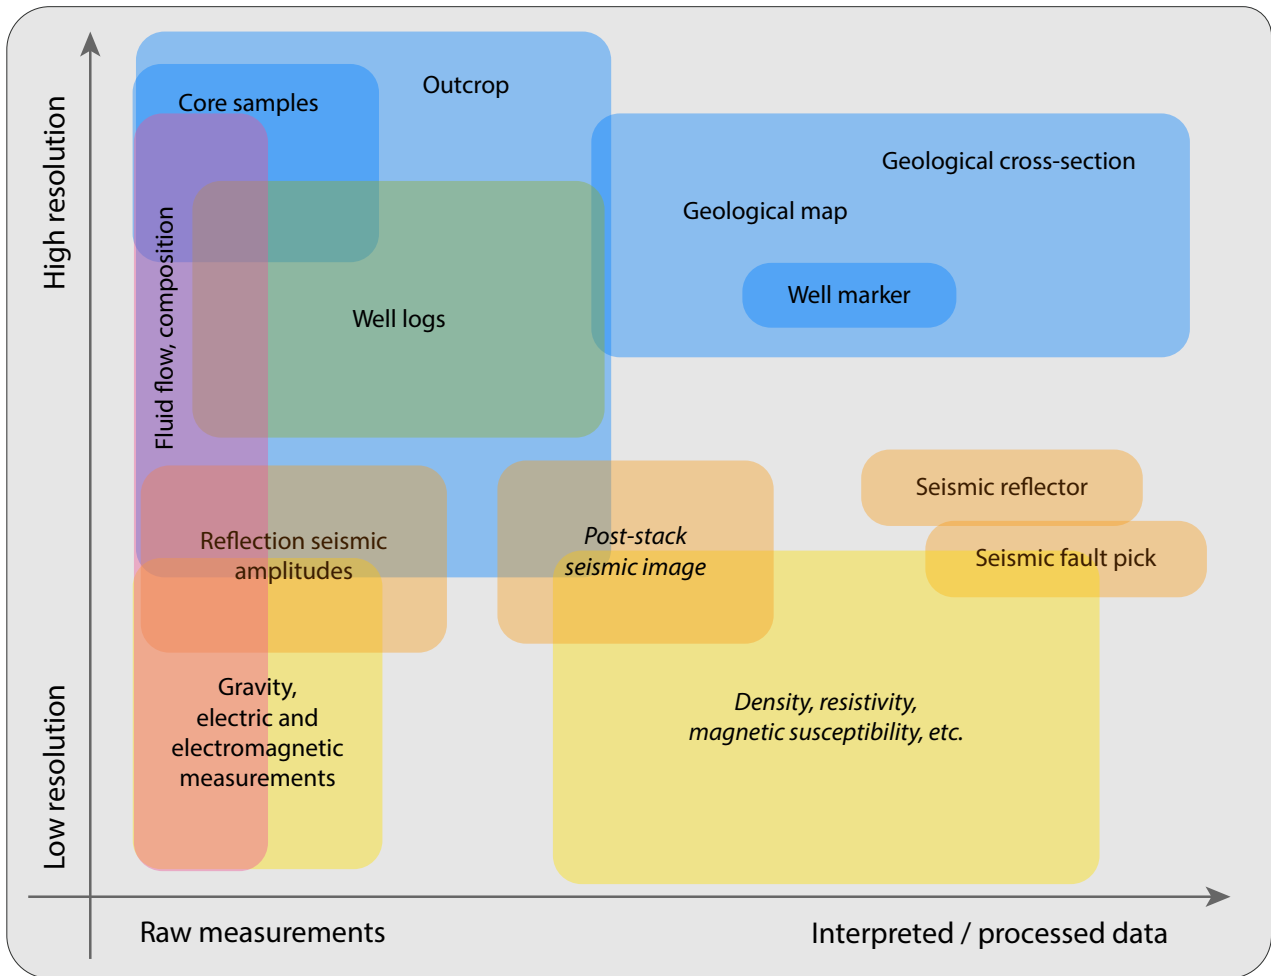 High resolution
Low resolution
Core samples
Outcrop
Geological cross-section
Geological map
Fluid flow, composition
Well logs
Well marker
Seismic reflector
Reflection seismic
amplitudes
Post-stack
seismic image
Seismic fault pick
Gravity,
electric and
electromagnetic
measurements
Density, resistivity,
magnetic susceptibility, etc.
Raw measurements
Interpreted / processed data